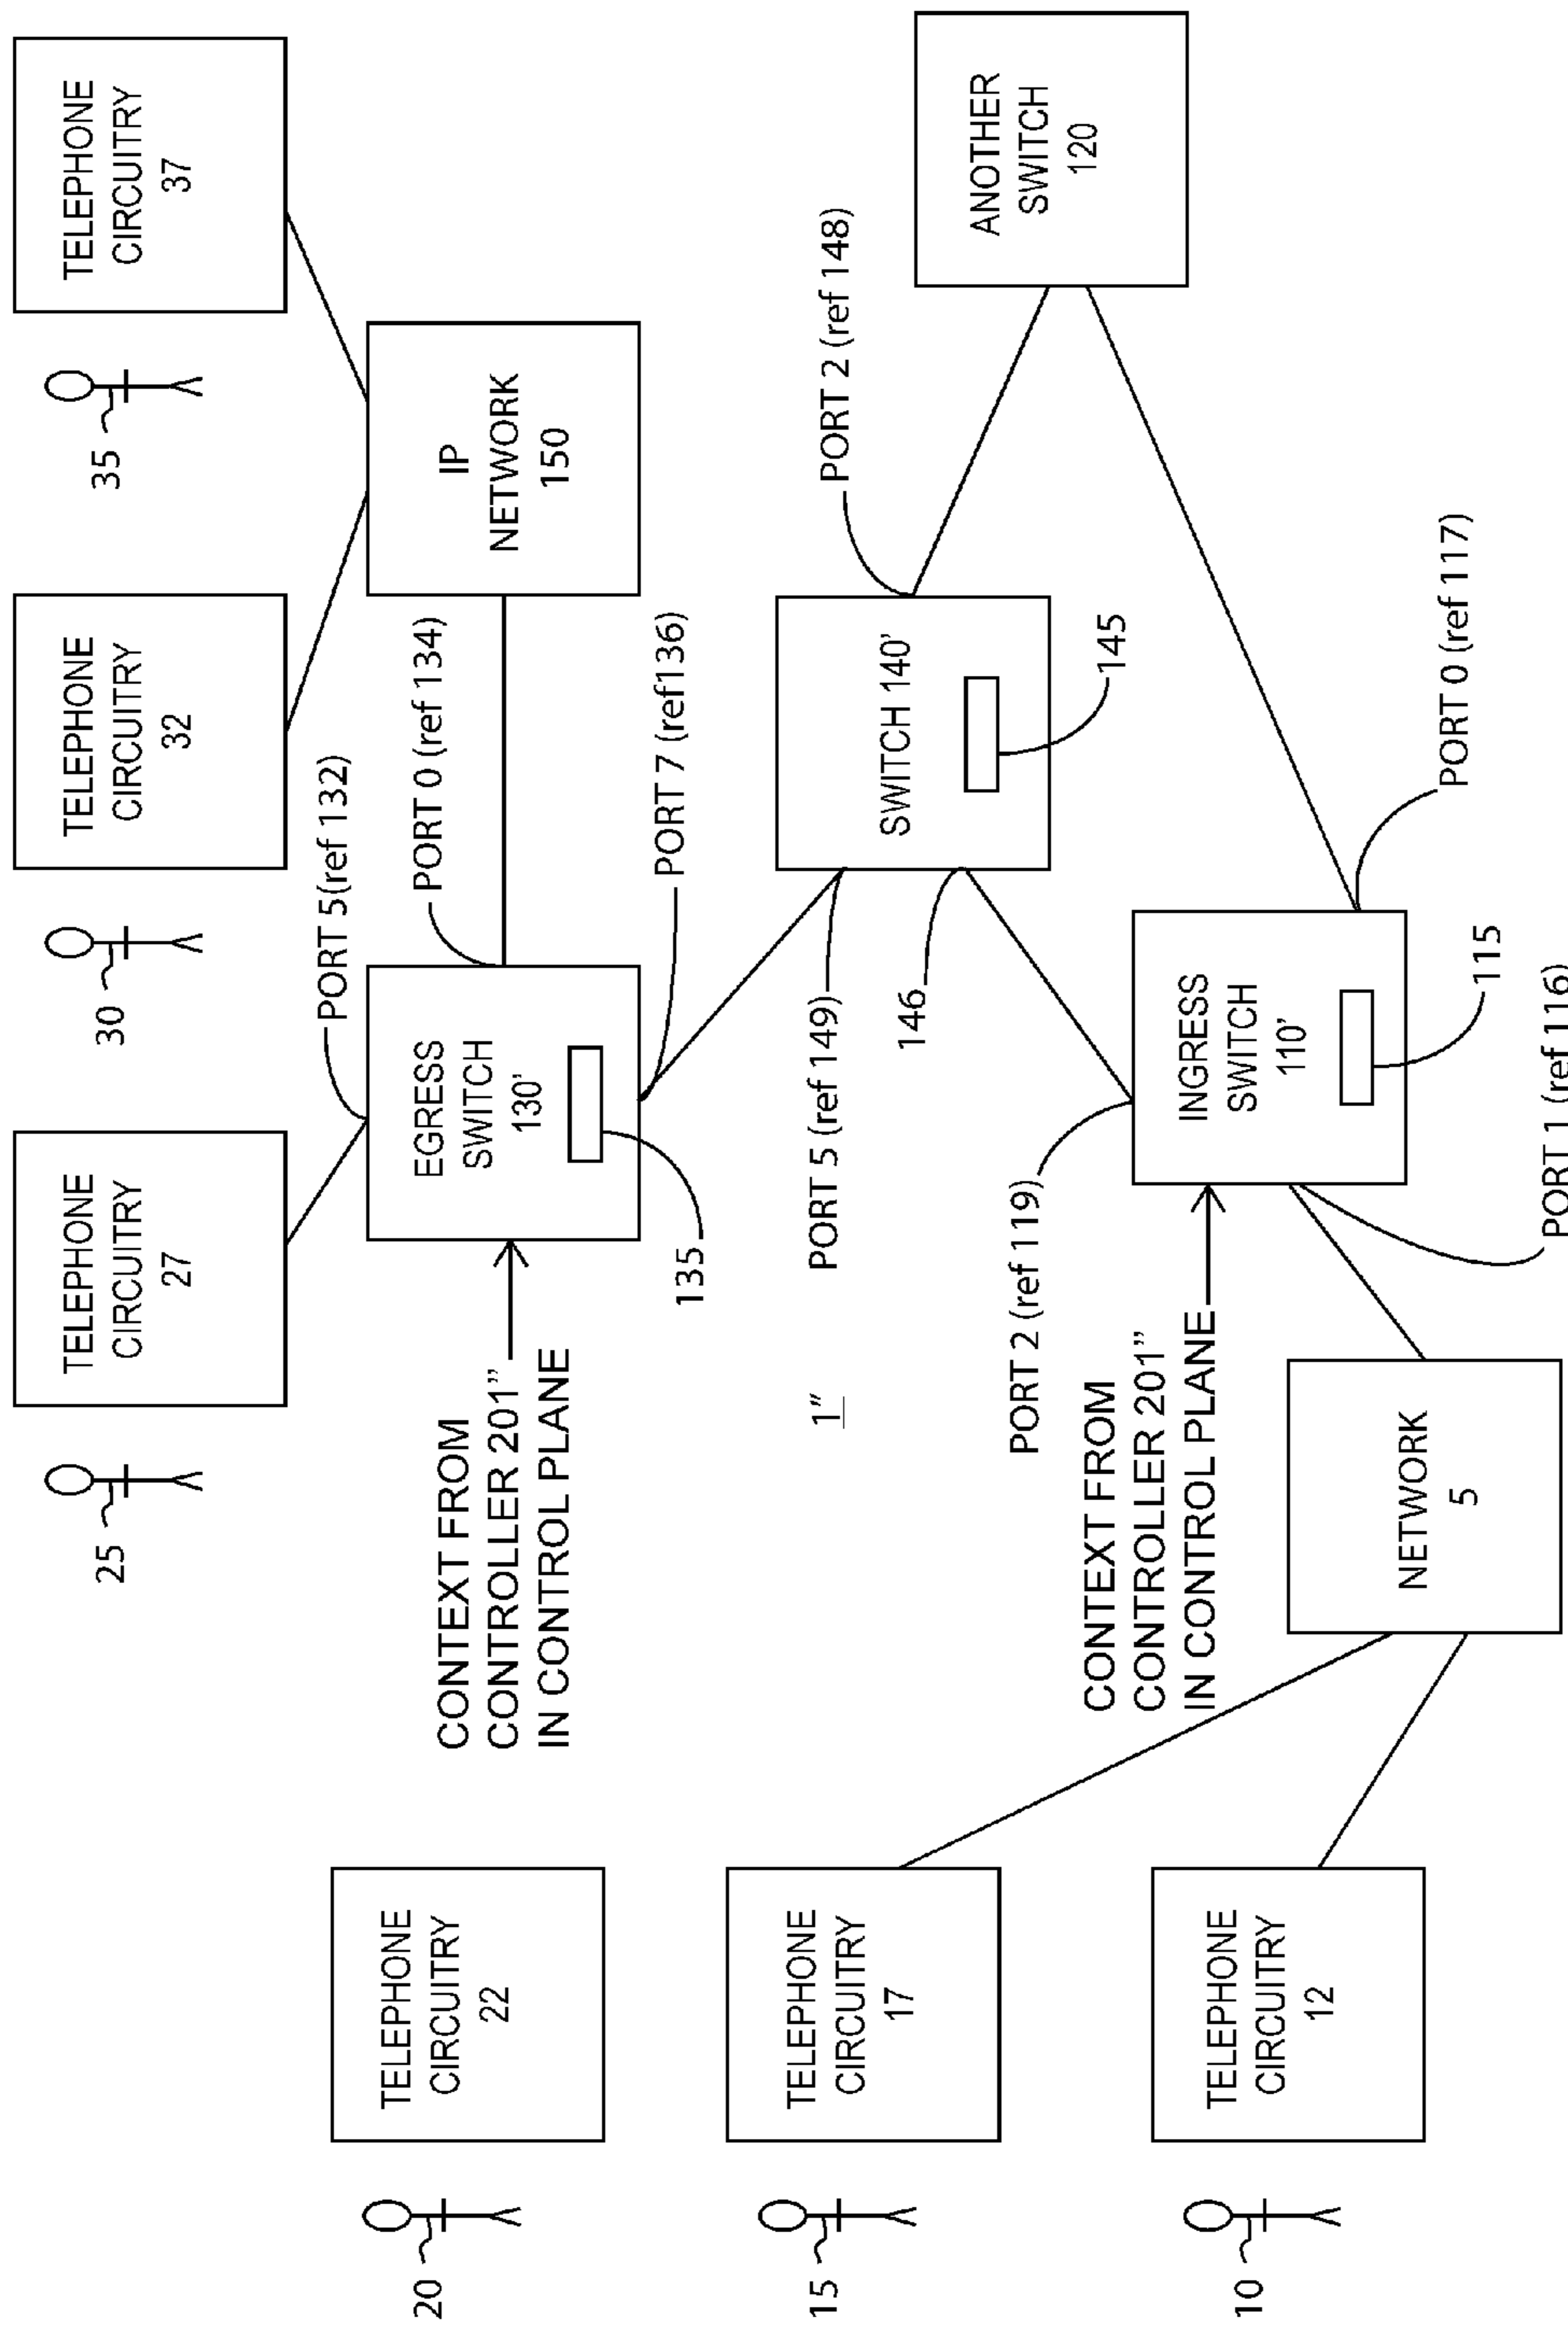 20
TELEPHONE
CIRCUITRY
22
15
TELEPHONE
CIRCUITRY
17
10
TELEPHONE
CIRCUITRY
12
25
TELEPHONE
CIRCUITRY
27
30
TELEPHONE
CIRCUITRY
32
35
TELEPHONE
CIRCUITRY
37
PORT 5(ref 132)
PORT 0 (ref 134)
CONTEXT FROM
CONTROLLER 201”
IN CONTROL PLANE
EGRESS
SWITCH
130'
135
PORT 7 (ref136)
IP
NETWORK
150
1”
PORT 5 (ref 149)
146
SWITCH 140'
145
PORT 2 (ref 148)
ANOTHER
SWITCH
120
PORT 2 (ref 119)
CONTEXT FROM
CONTROLLER 201”
IN CONTROL PLANE
INGRESS
SWITCH
110'
115
PORT 0 (ref 117)
NETWORK
5
PORT 1 (ref 116)